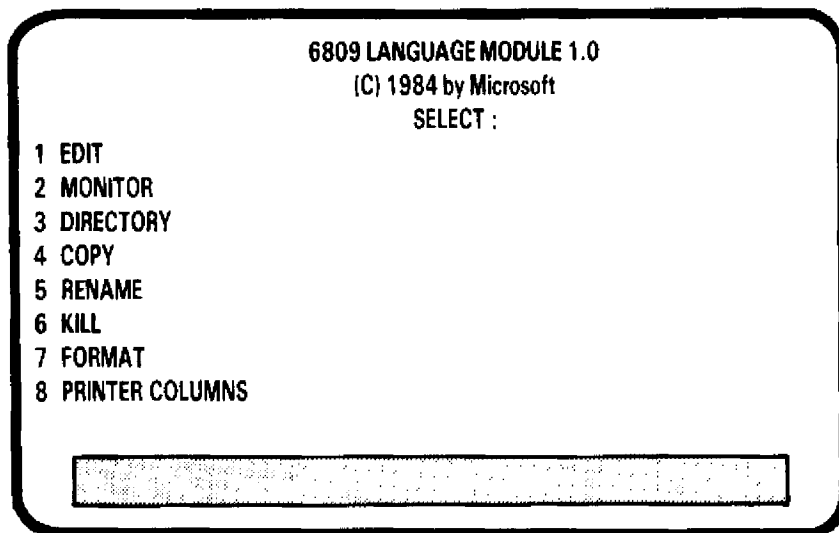 6809 LANGUAGE MODULE 1.0
(C) 1984 by Microsoft
SELECT :
1 EDIT
2 MONITOR
3 DIRECTORY
4 COPY
5 RENAME
6 KILL
7 FORMAT
8 PRINTER COLUMNS